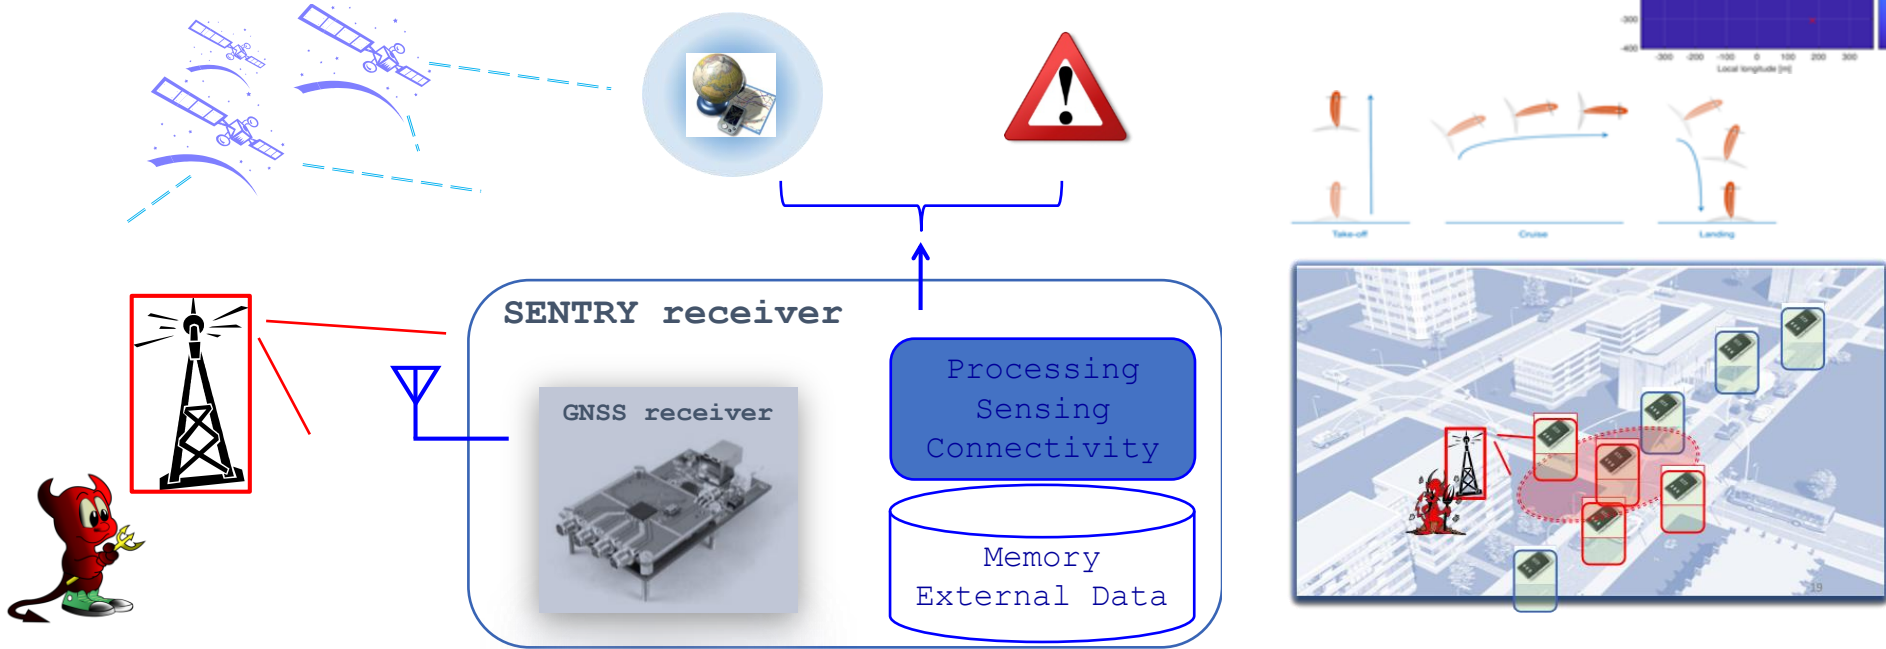 -300
-400
-300 -200 -100 0 100 200 300
Local longitude [m]
Take-off
Cruise
Landing
SENTRY receiver
GNSS receiver
Processing
Sensing
Connectivity
Memory
External Data
19